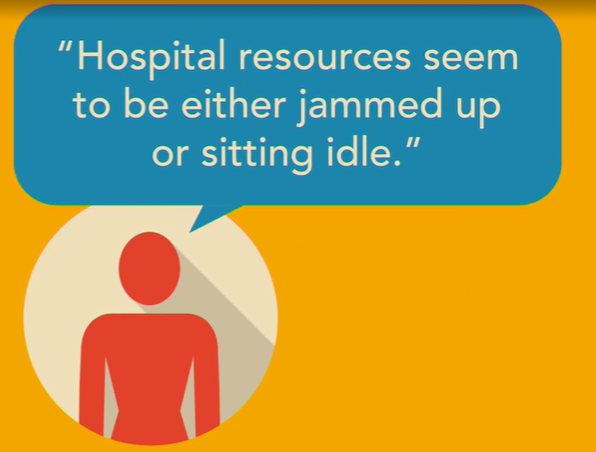 “Hospital resources seem
to be either jammed up
or sitting idle.”